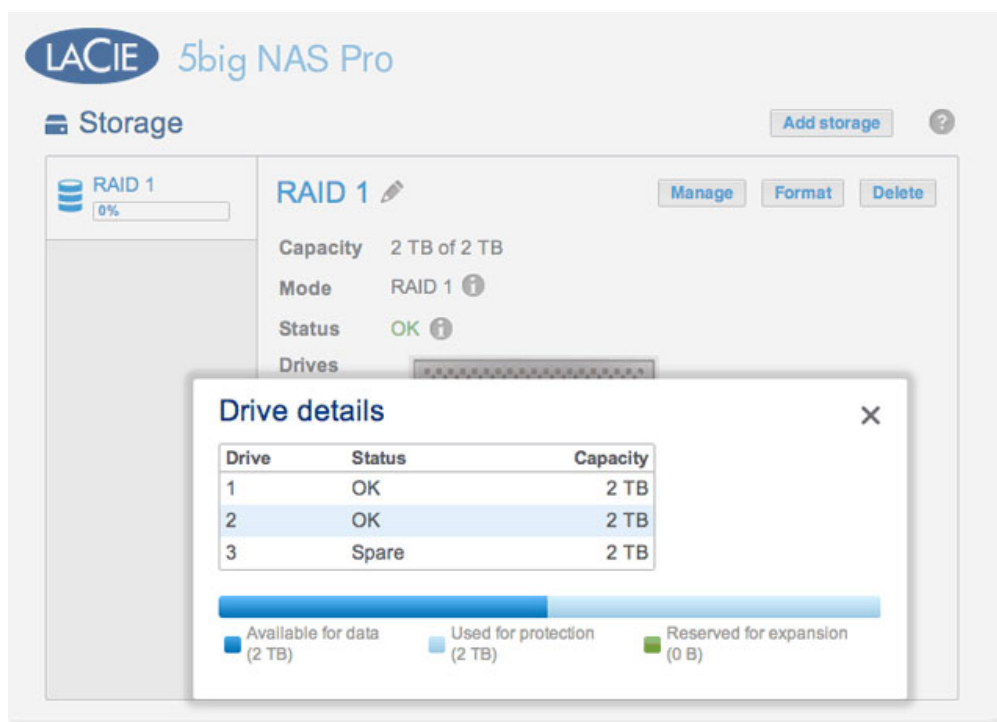 LACIE 5big NAS Pro
Storage
Add storage
?
RAID 1
0%
RAID 1
Manage Format Delete
Capacity 2 TB of 2 TB
Mode RAID 1 i
Status OK i
Drives
Drive details
Drive Status Capacity
1 OK 2 TB
2 OK 2 TB
3 Spare 2 TB
Available for data
(2 TB)
Used for protection
(2 TB)
Reserved for expansion
(0 B)